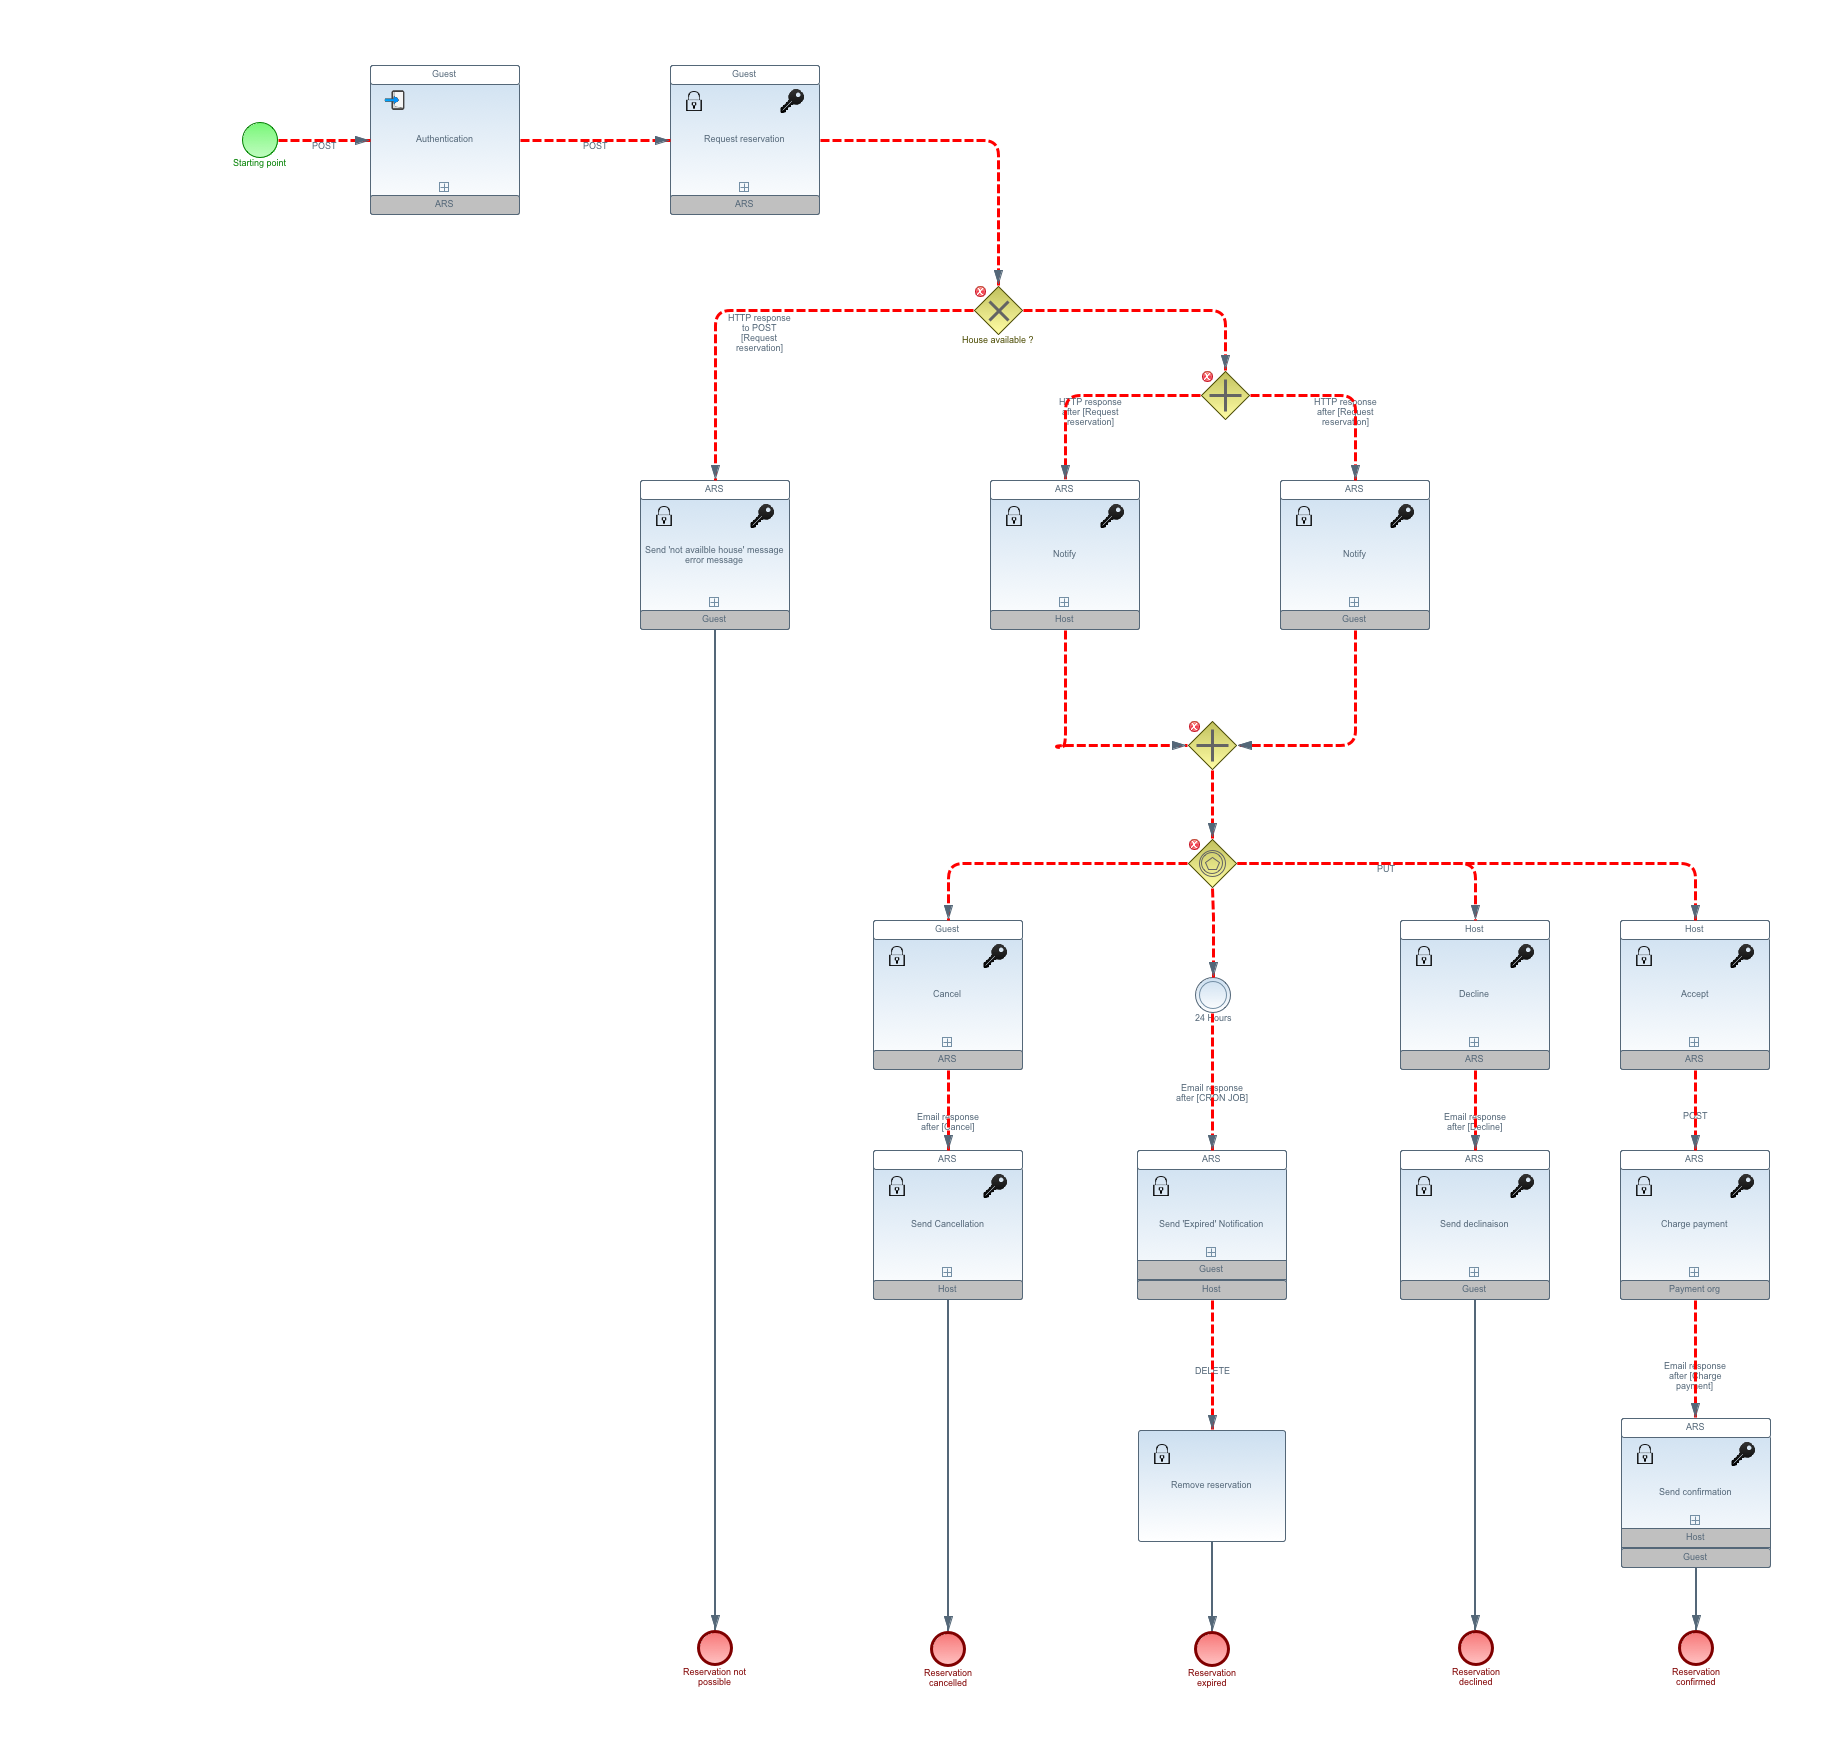 Guest
Guest
Authentication
Request reservation
POST
POST
Starting point
ARS
ARS
HTTP response
to POST
[Request
reservation]
House available ?
HTTP response
after [Request
reservation]
HTTP response
after [Request
reservation]
ARS
ARS
ARS
Send 'not availble house' message
error message
Notify
Notify
Guest
Host
Guest
PUT
Guest
Host
Host
Cancel
24 Hours
Decline
Accept
ARS
ARS
ARS
Email response
after [Cancel]
Email response
after [CRON JOB]
Email response
after [Decline]
POST
ARS
ARS
ARS
ARS
Send Cancellation
Send 'Expired' Notification
Send declinaison
Charge payment
Guest
Host
Host
Guest
Payment org
DELETE
Email response
after [Charge
payment]
ARS
Remove reservation
Send confirmation
Host
Guest
Reservation not
possible
Reservation
cancelled
Reservation
expired
Reservation
declined
Reservation
confirmed